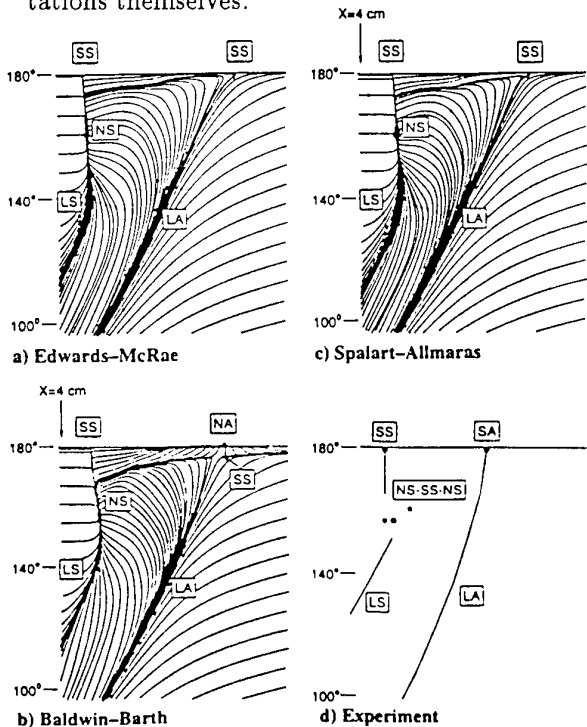 tations themselves.
X=4 cm
SS
SS
180°
NS
LS
140°
LA
100°
a) Edwards–McRae
SS
SS
180°
NS
LS
140°
LA
100°
c) Spalart–Allmaras
X=4 cm
SS
NA
180°
SS
NS
LS
140°
LA
100°
b) Baldwin–Barth
SS
SA
180°
NS-SS-NS
140°
LS
LA
100°
d) Experiment